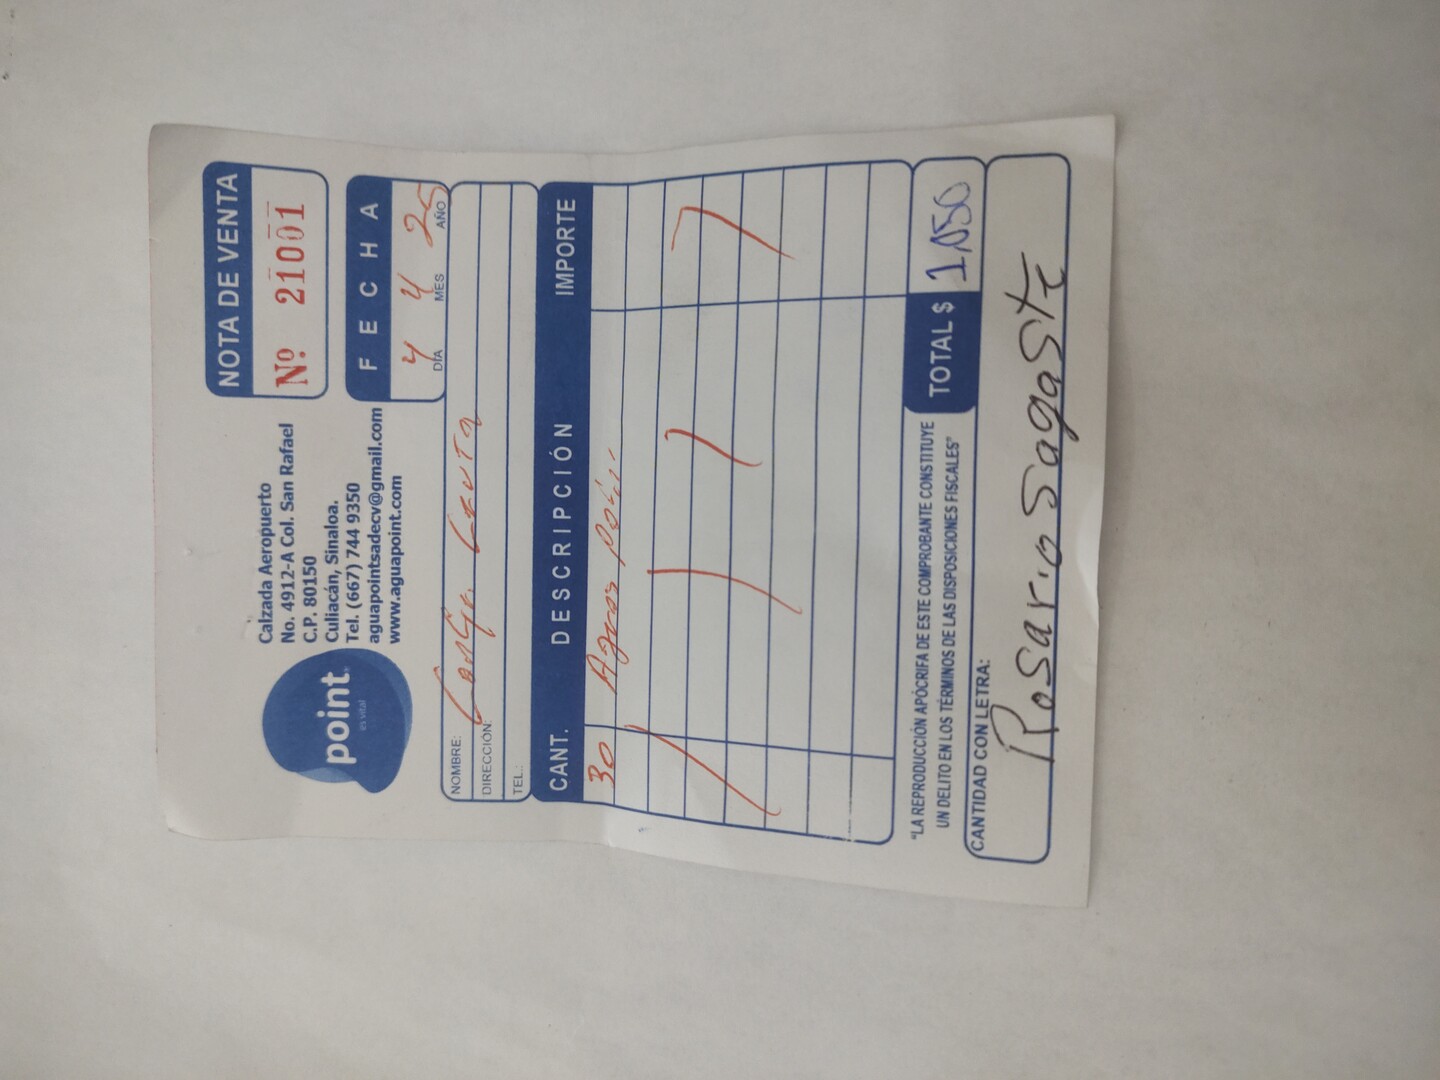 point
es vital
Calzada Aeropuerto
No. 4912-A Col. San Rafael
C.P. 80150
Culiacán, Sinaloa.
Tel. (667) 744 9350
aguapointsadecv@gmail.com
www.aguapoint.com
NOTA DE VENTA
Nº. 21001
FECHA
4 4 25
DÍA MES AÑO
NOMBRE:
DIRECCIÓN:
TEL.:
CANT. DESCRIPCIÓN IMPORTE
30 Aguas
"LA REPRODUCCIÓN APÓCRIFA DE ESTE COMPROBANTE CONSTITUYE
UN DELITO EN LOS TÉRMINOS DE LAS DISPOSICIONES FISCALES"
TOTAL $ 1,050
CANTIDAD CON LETRA:
Rosario Sagaste